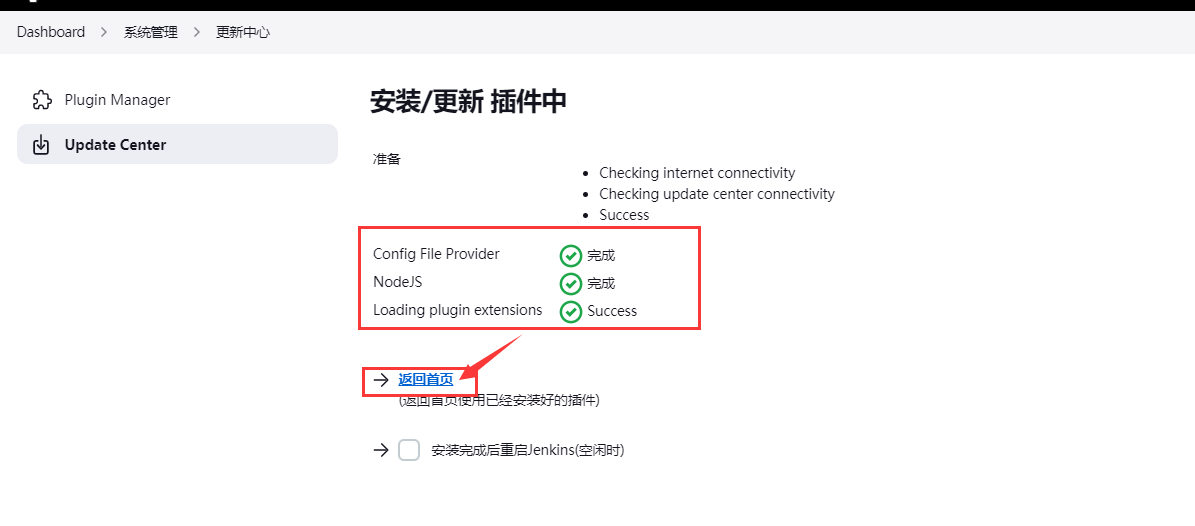 Dashboard > 系统管理 > 更新中心
Plugin Manager
Update Center
安装/更新 插件中
准备
Checking internet connectivity
Checking update center connectivity
Success
Config File Provider 完成
NodeJS 完成
Loading plugin extensions Success
返回首页
(返回首页使用已经安装好的插件)
安装完成后重启Jenkins(空闲时)